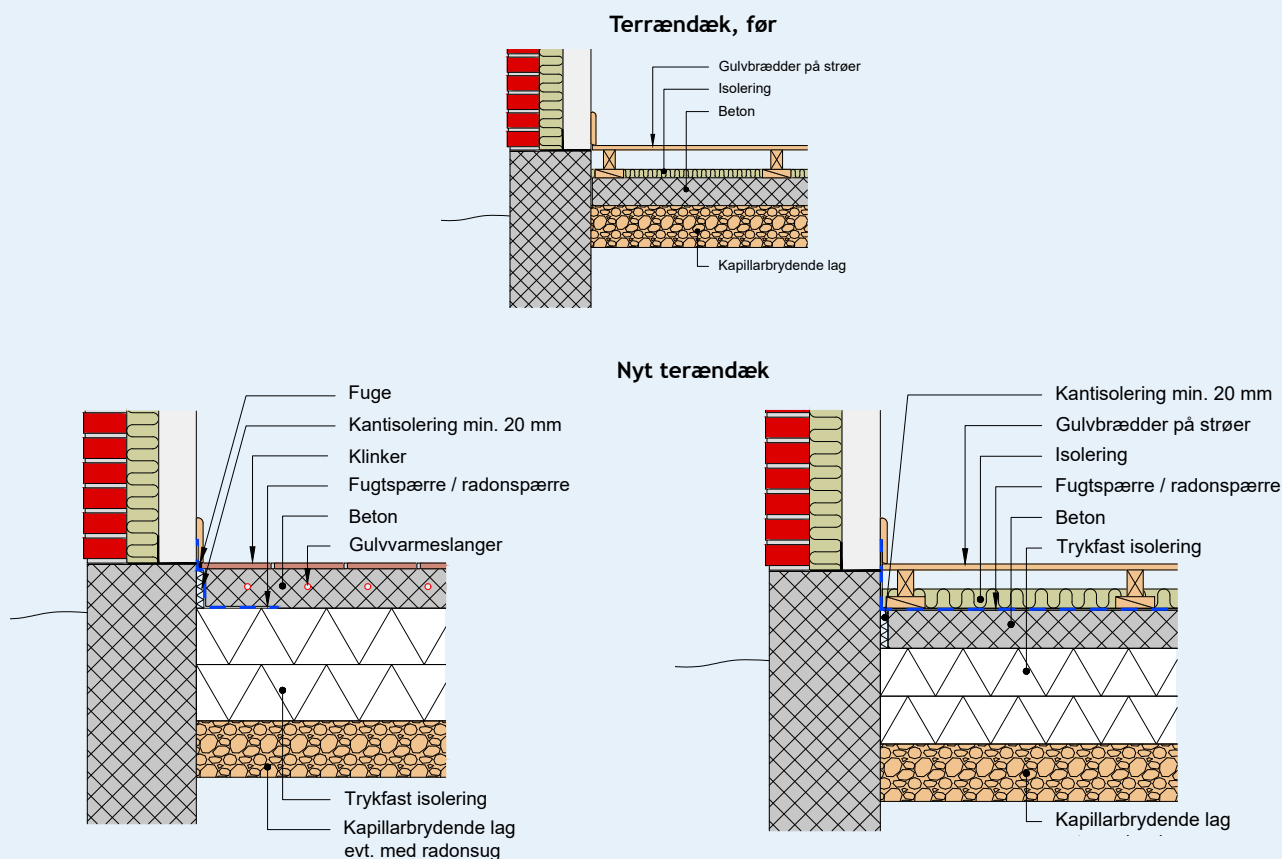 Terrændæk, før
Gulvbrædder på strøer
Isolering
Beton
Kapillarbrydende lag
Nyt terændæk
Fuge
Kantisolering min. 20 mm
Klinker
Fugtspærre / radonspærre
Beton
Gulvvarmeslanger
Trykfast isolering
Kapillarbrydende lag
evt. med radonsug
Kantisolering min. 20 mm
Gulvbrædder på strøer
Isolering
Fugtspærre / radonspærre
Beton
Trykfast isolering
Kapillarbrydende lag